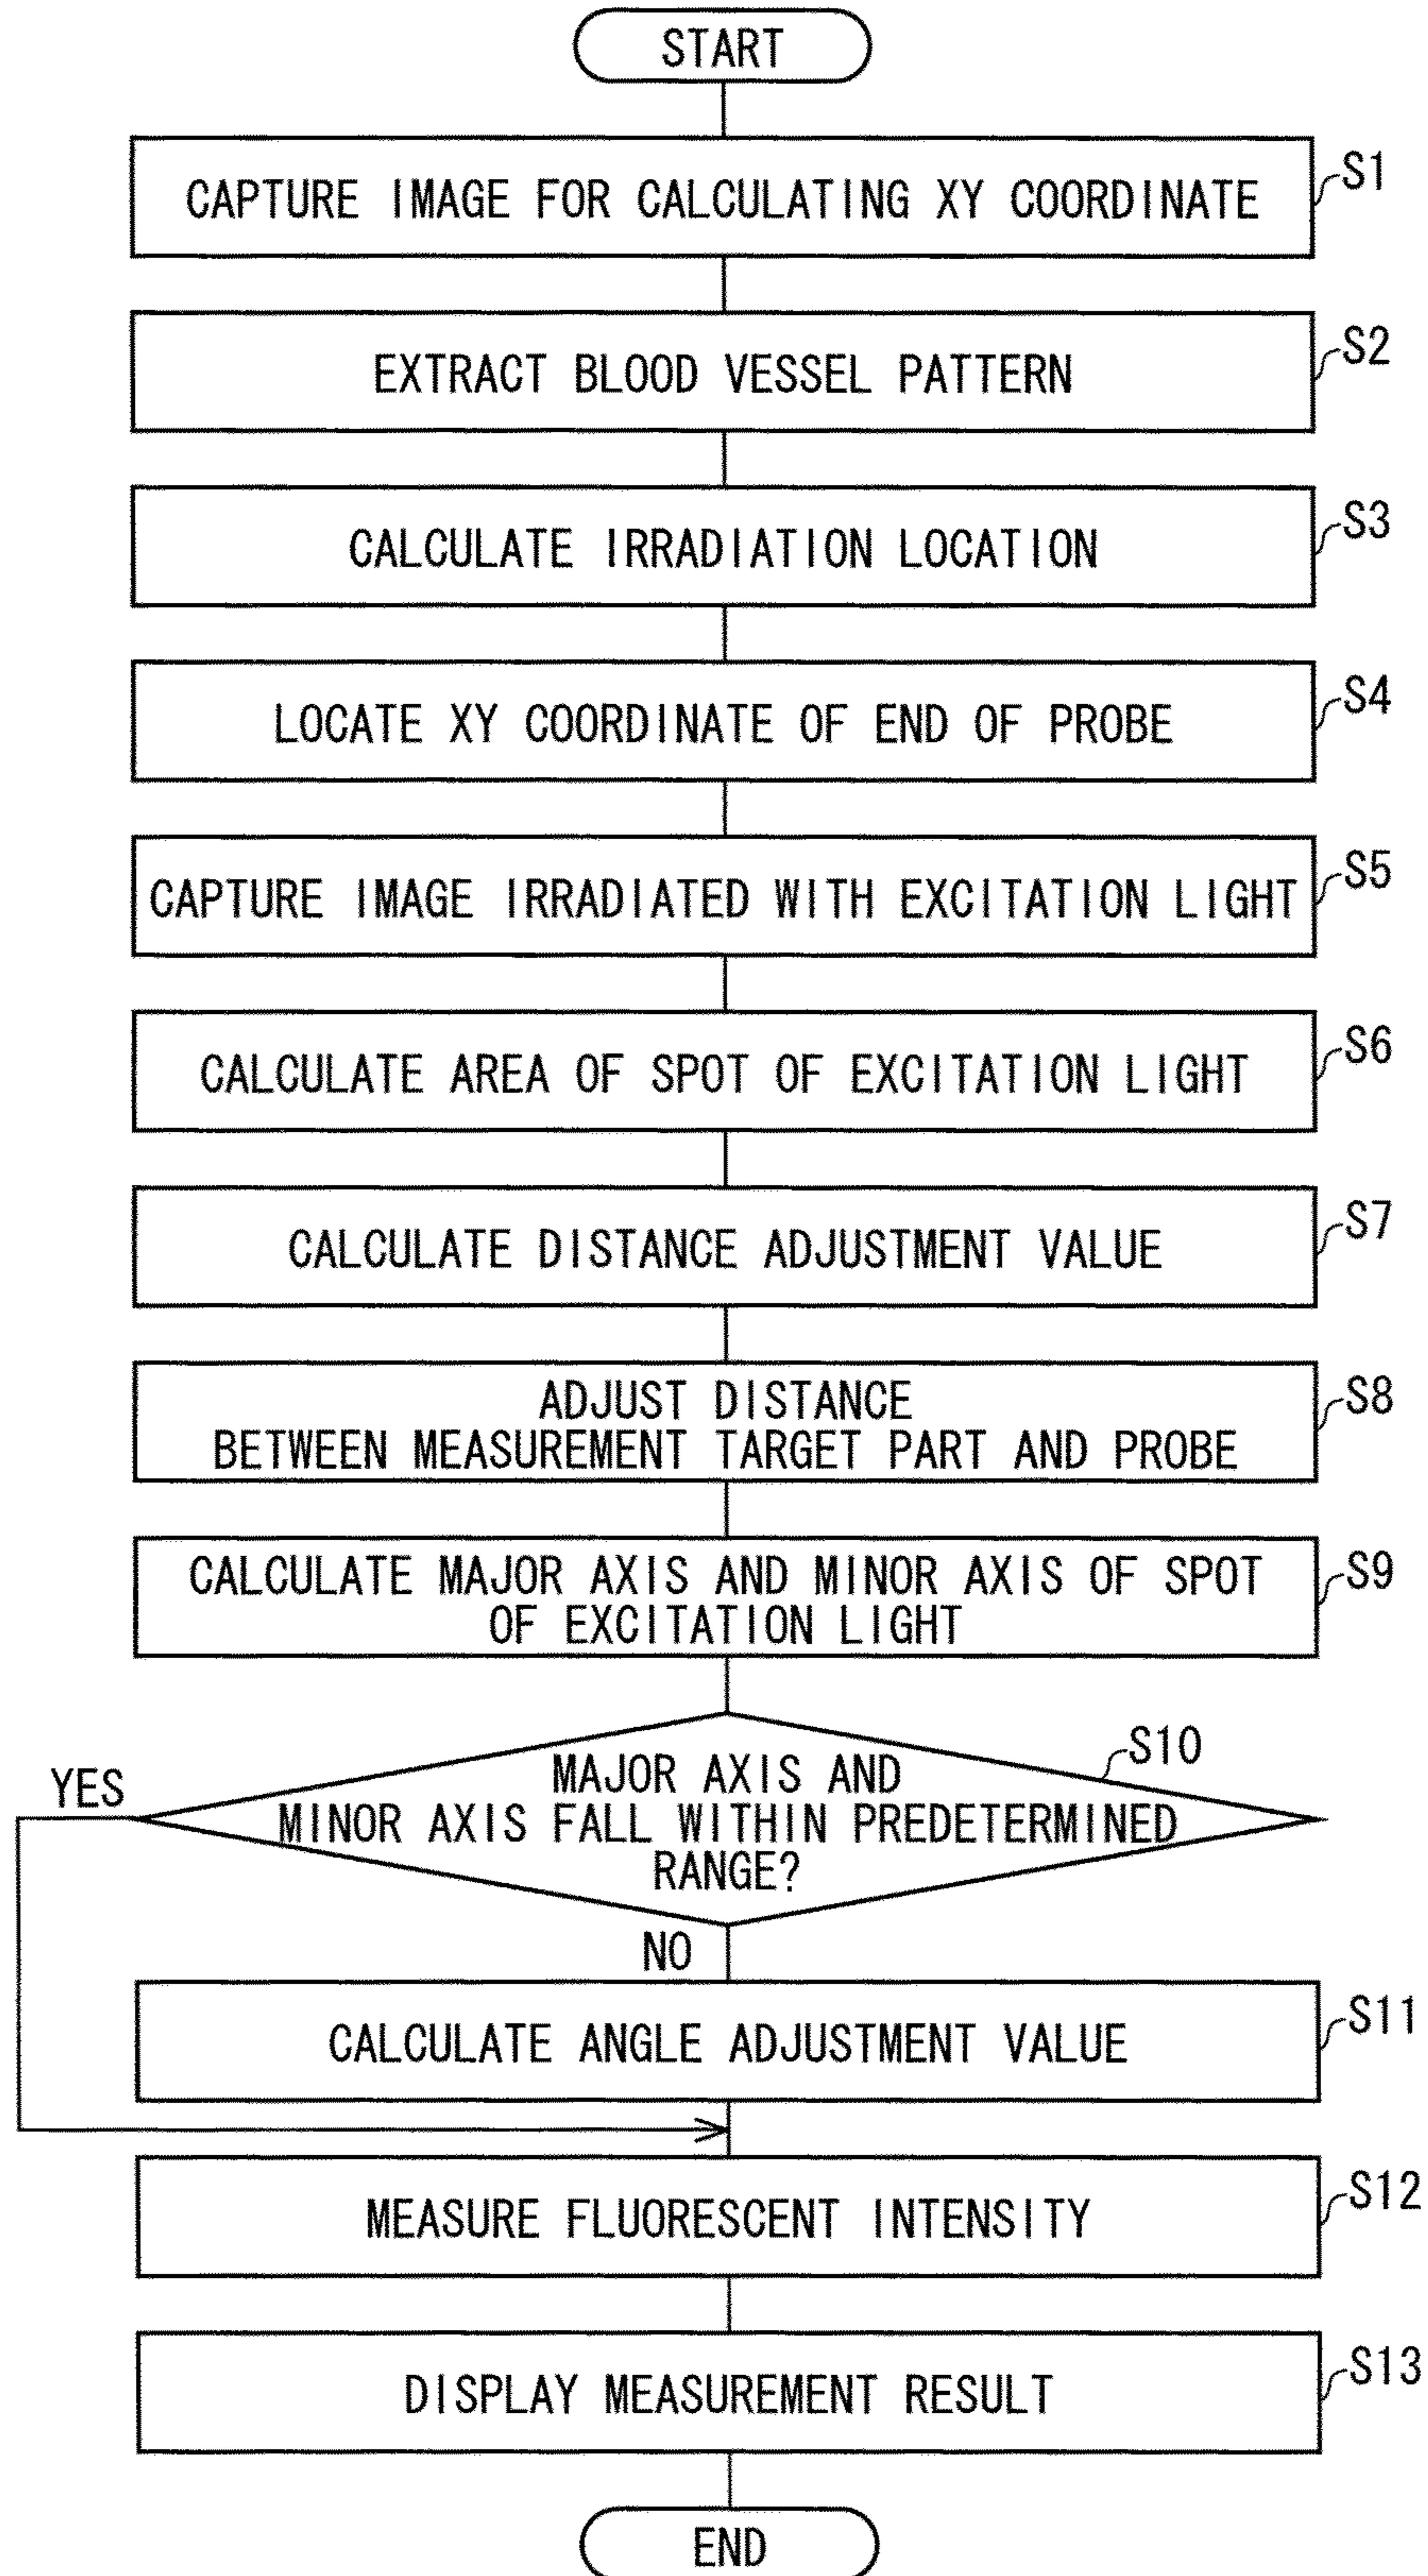 START
CAPTURE IMAGE FOR CALCULATING XY COORDINATE
S1
EXTRACT BLOOD VESSEL PATTERN
S2
CALCULATE IRRADIATION LOCATION
S3
LOCATE XY COORDINATE OF END OF PROBE
S4
CAPTURE IMAGE IRRADIATED WITH EXCITATION LIGHT
S5
CALCULATE AREA OF SPOT OF EXCITATION LIGHT
S6
CALCULATE DISTANCE ADJUSTMENT VALUE
S7
ADJUST DISTANCE
BETWEEN MEASUREMENT TARGET PART AND PROBE
S8
CALCULATE MAJOR AXIS AND MINOR AXIS OF SPOT
OF EXCITATION LIGHT
S9
S10
YES
MAJOR AXIS AND
MINOR AXIS FALL WITHIN PREDETERMINED
RANGE?
NO
CALCULATE ANGLE ADJUSTMENT VALUE
S11
MEASURE FLUORESCENT INTENSITY
S12
DISPLAY MEASUREMENT RESULT
S13
END